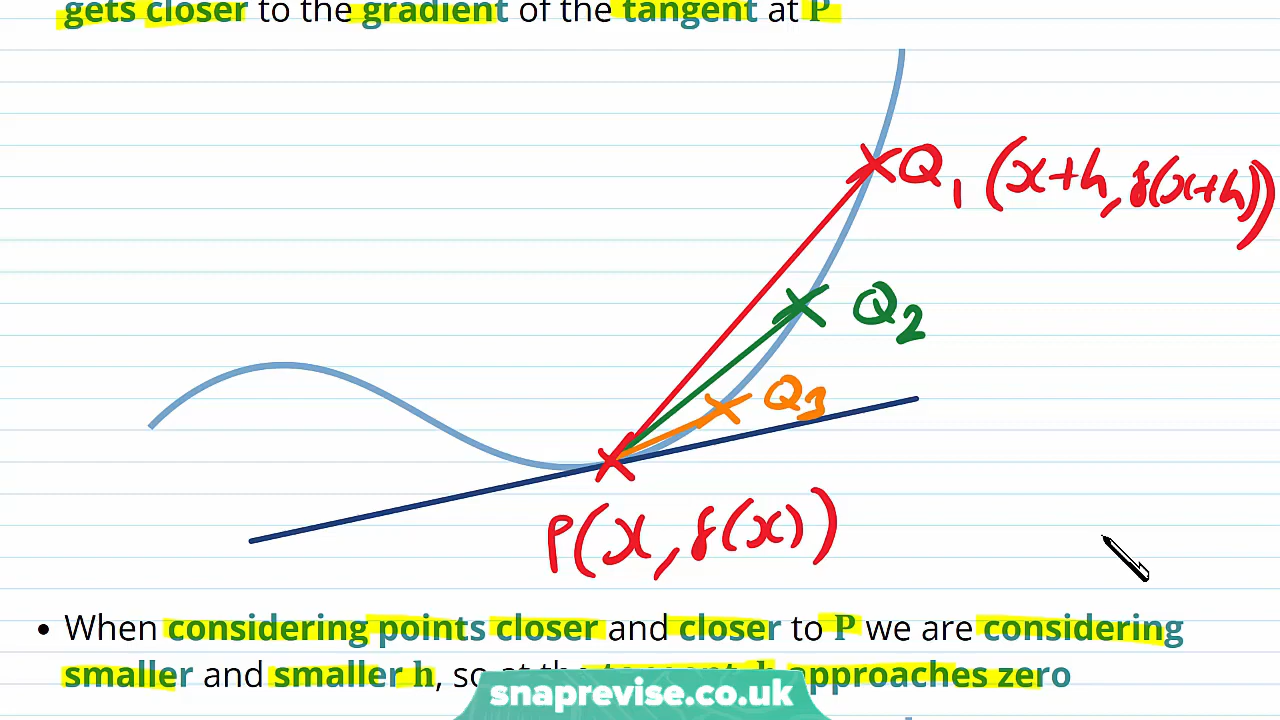 gets closer to the gradient of the tangent at P
Q1 (x+h, f(x+h))
Q2
Q3
P(x, f(x))
• When considering points closer and closer to P we are considering
smaller and smaller h, so at the tangent h approaches zero
snaprevise.co.uk